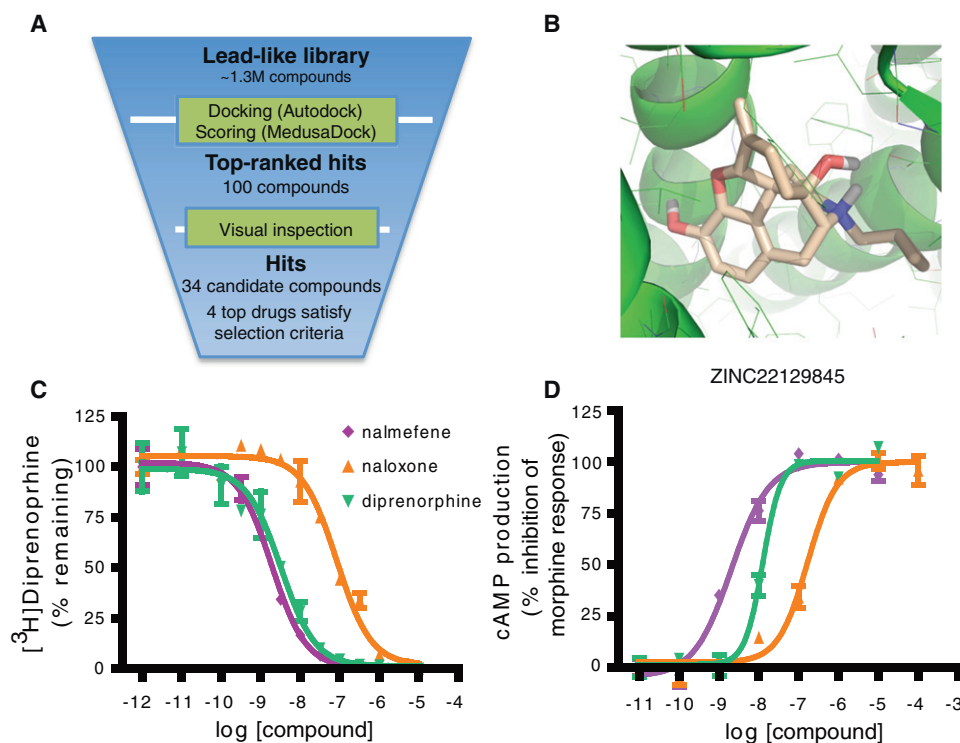 A
Lead-like library
~1.3M compounds
Docking (Autodock)
Scoring (MedusaDock)
Top-ranked hits
100 compounds
Visual inspection
Hits
34 candidate compounds
4 top drugs satisfy
selection criteria
B
ZINC22129845
C
[³H]Diprenoprhine
(% remaining)
125
100
75
50
25
0
-12 -11 -10 -9 -8 -7 -6 -5 -4
log [compound]
nalmefene
naloxone
diprenorphine
D
cAMP production
(% inhibition of
morphine response)
125
100
75
50
25
0
-11 -10 -9 -8 -7 -6 -5 -4 -3
log [compound]